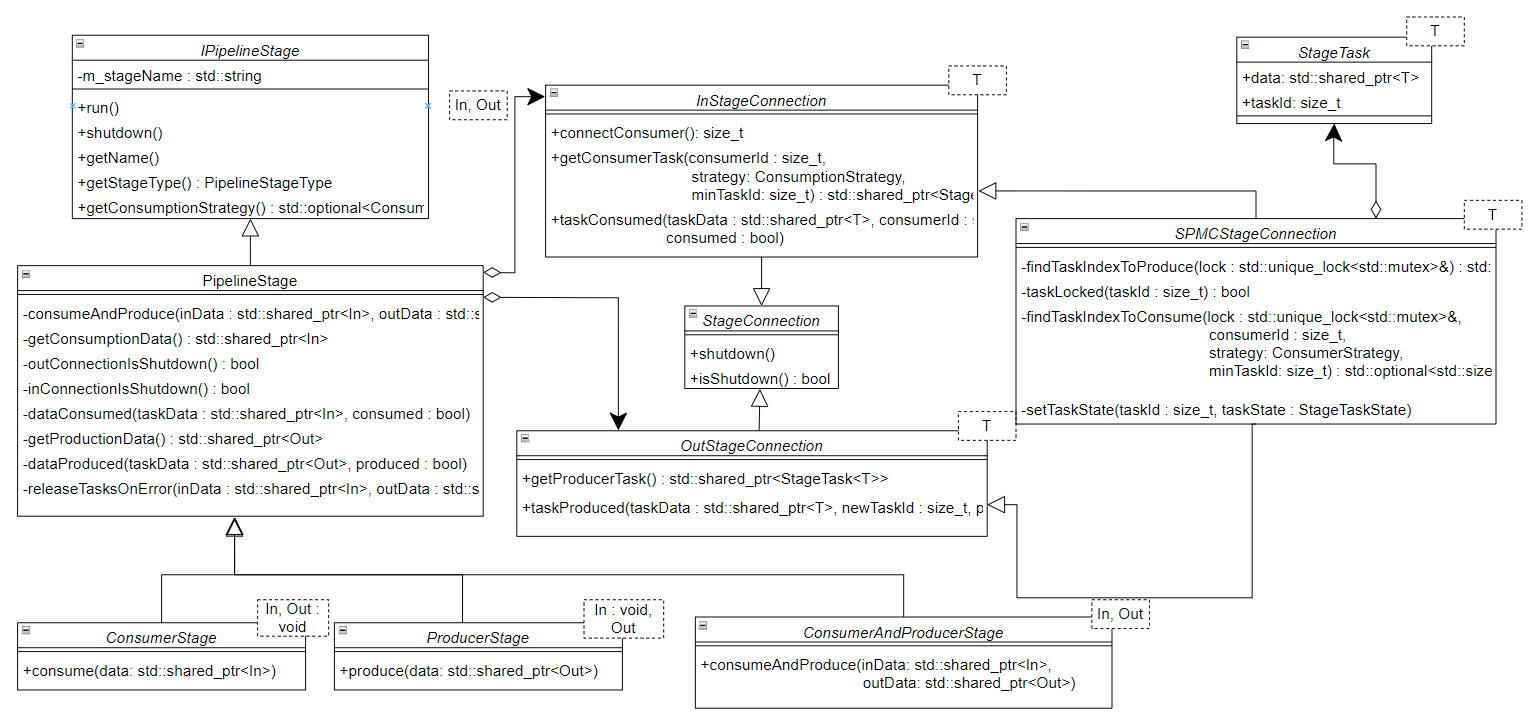 IPipelineStage
-m_stageName : std::string
+run()
+shutdown()
+getName()
+getStageType() : PipelineStageType
+getConsumptionStrategy() : std::optional<Consum
In, Out
PipelineStage
-consumeAndProduce(inData : std::shared_ptr<In>, outData : std::s
-getConsumptionData() : std::shared_ptr<In>
-outConnectionIsShutdown() : bool
-inConnectionIsShutdown() : bool
-dataConsumed(taskData : std::shared_ptr<In>, consumed : bool)
-getProductionData() : std::shared_ptr<Out>
-dataProduced(taskData : std::shared_ptr<Out>, produced : bool)
-releaseTasksOnError(inData : std::shared_ptr<In>, outData : std::s
T
InStageConnection
+connectConsumer(): size_t
+getConsumerTask(consumerId : size_t,
strategy: ConsumptionStrategy,
minTaskId: size_t) : std::shared_ptr<Stag
+taskConsumed(taskData : std::shared_ptr<T>, consumerId : s
consumed : bool)
StageConnection
+shutdown()
+isShutdown() : bool
T
OutStageConnection
+getProducerTask() : std::shared_ptr<StageTask<T>>
+taskProduced(taskData : std::shared_ptr<T>, newTaskId : size_t, p
T
StageTask
+data: std::shared_ptr<T>
+taskId: size_t
T
SPMCStageConnection
-findTaskIndexToProduce(lock : std::unique_lock<std::mutex>&) : std:
-taskLocked(taskId : size_t) : bool
-findTaskIndexToConsume(lock : std::unique_lock<std::mutex>&,
consumerId : size_t,
strategy: ConsumerStrategy,
minTaskId: size_t) : std::optional<std::size
-setTaskState(taskId : size_t, taskState : StageTaskState)
In, Out :
void
ConsumerStage
+consume(data: std::shared_ptr<In>)
In : void,
Out
ProducerStage
+produce(data: std::shared_ptr<Out>)
In, Out
ConsumerAndProducerStage
+consumeAndProduce(inData: std::shared_ptr<In>,
outData: std::shared_ptr<Out>)